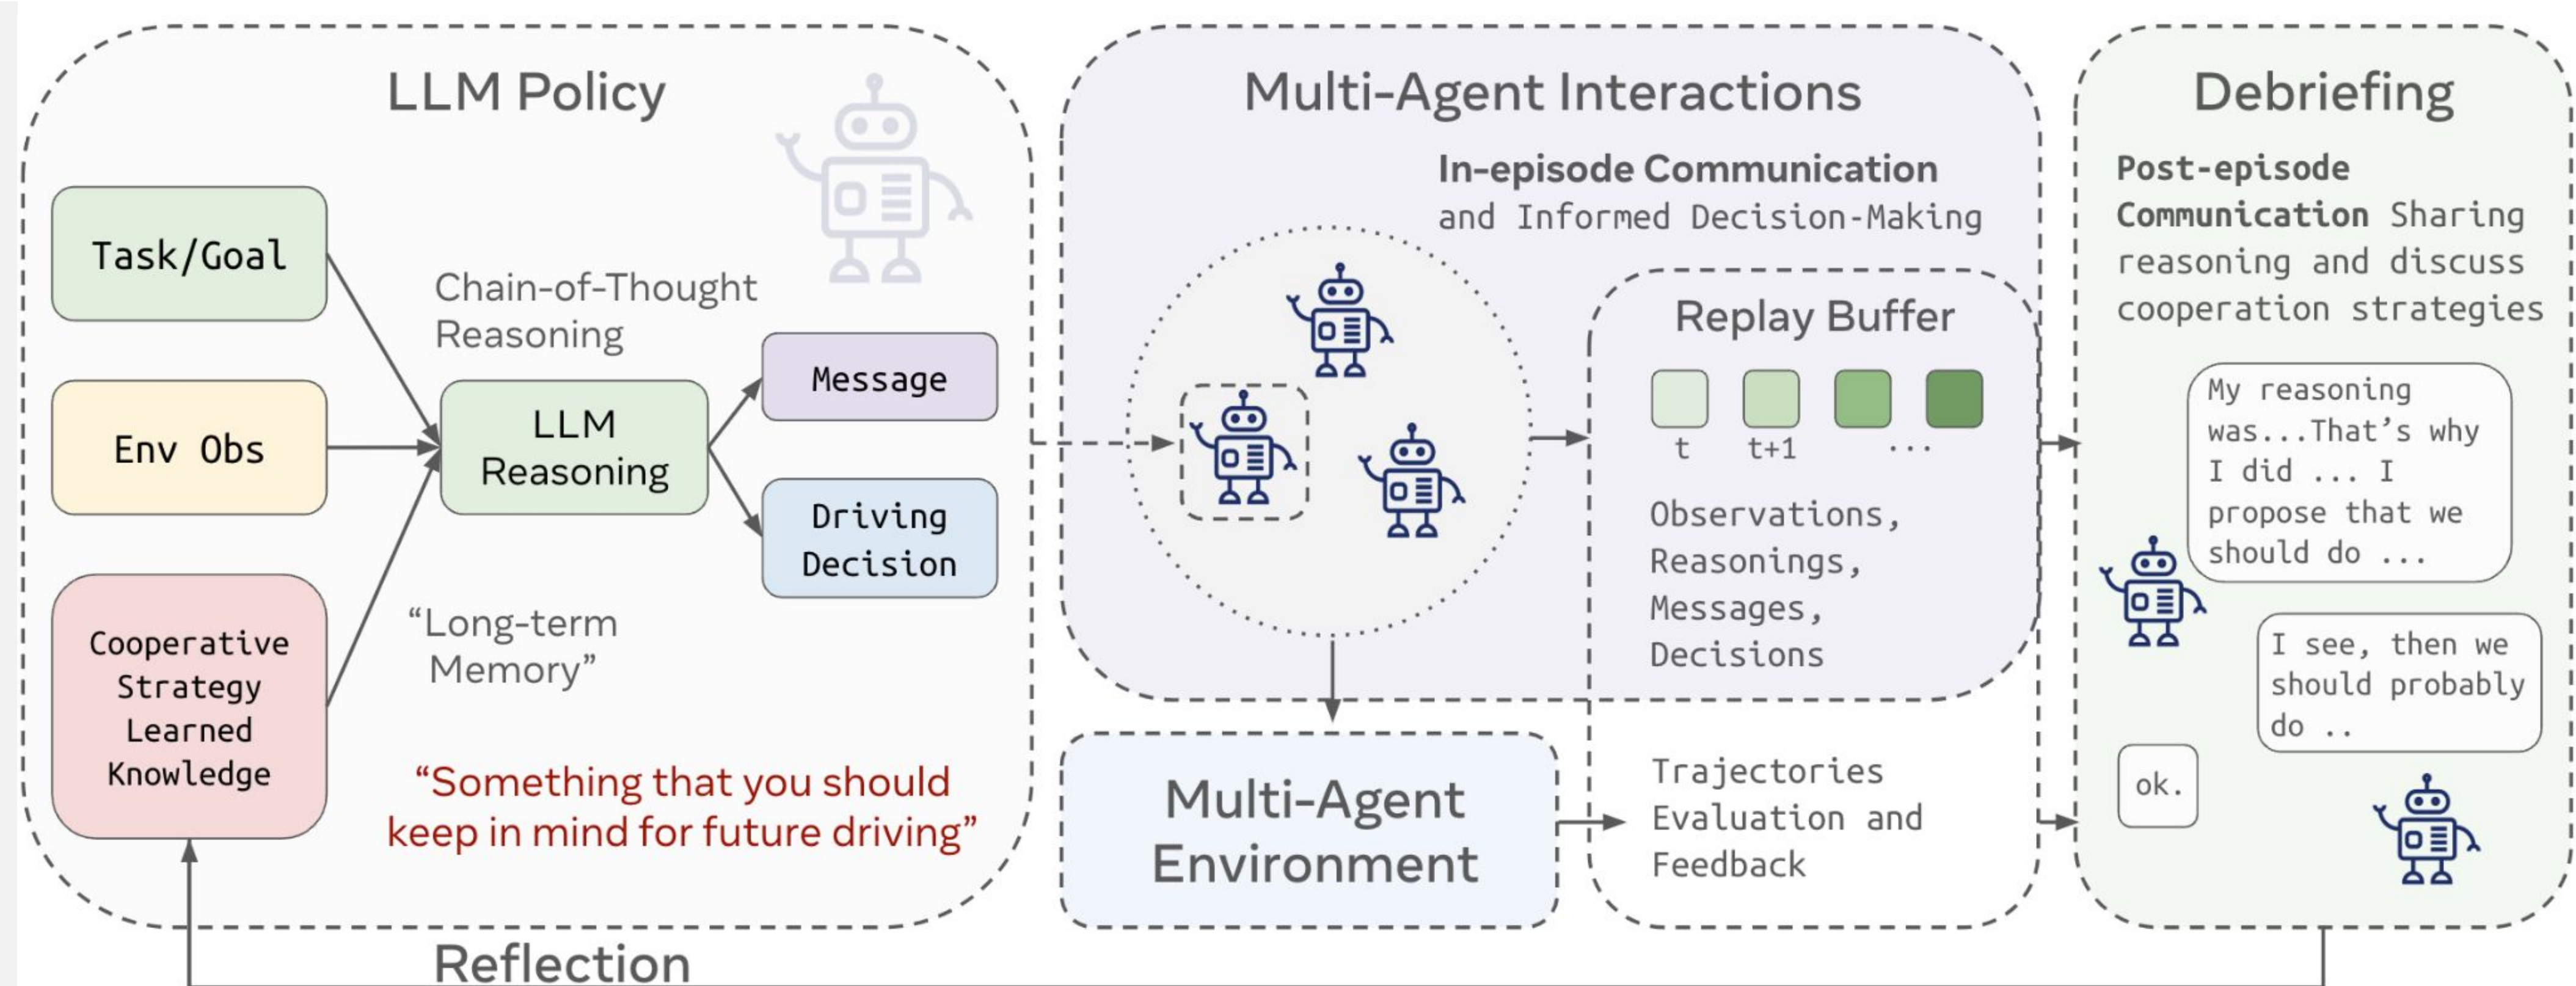 LLM Policy
Task/Goal
Env Obs
Cooperative
Strategy
Learned
Knowledge
Chain-of-Thought
Reasoning
LLM
Reasoning
Message
Driving
Decision
“Long-term
Memory”
“Something that you should
keep in mind for future driving”
Reflection
Multi-Agent Interactions
In-episode Communication
and Informed Decision-Making
Replay Buffer
t t+1 ...
Observations,
Reasonings,
Messages,
Decisions
Multi-Agent
Environment
Trajectories
Evaluation and
Feedback
Debriefing
Post-episode
Communication Sharing
reasoning and discuss
cooperation strategies
My reasoning
was...That’s why
I did ... I
propose that we
should do ...
I see, then we
should probably
do ..
ok.